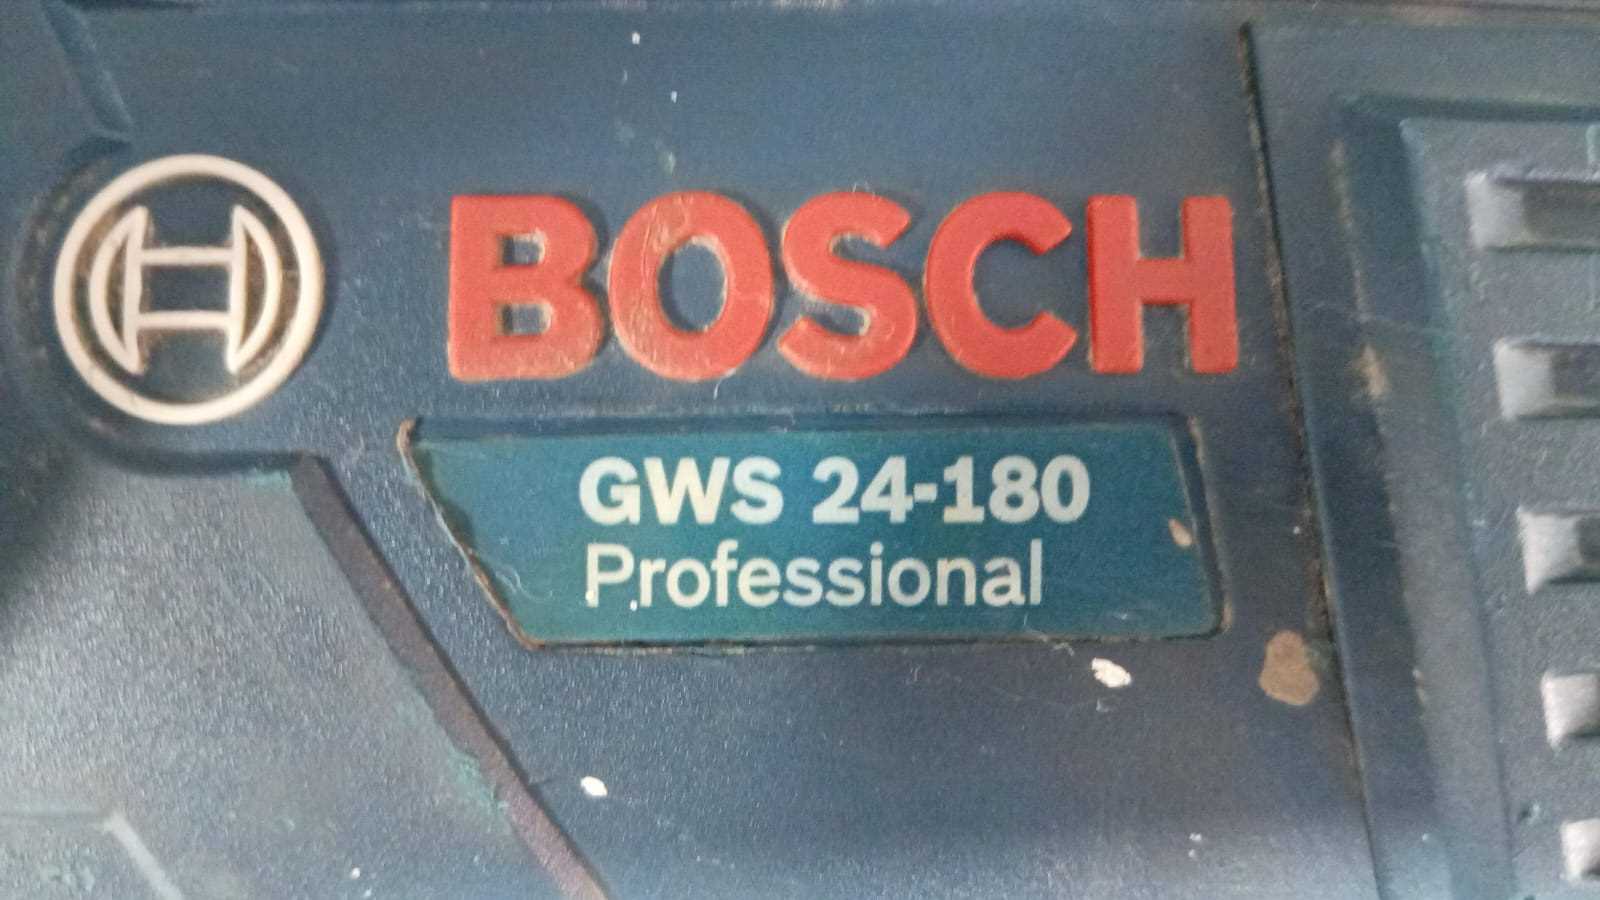 BOSCH
GWS 24-180
Professional